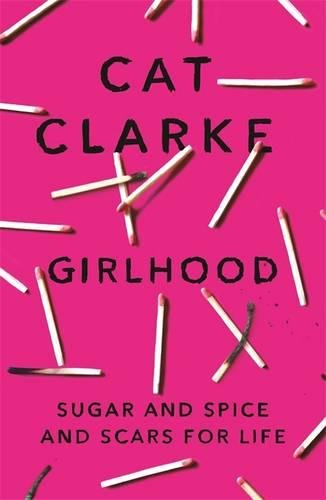 CAT
CLARKE
GIRLHOOD
SUGAR AND SPICE
AND SCARS FOR LIFE